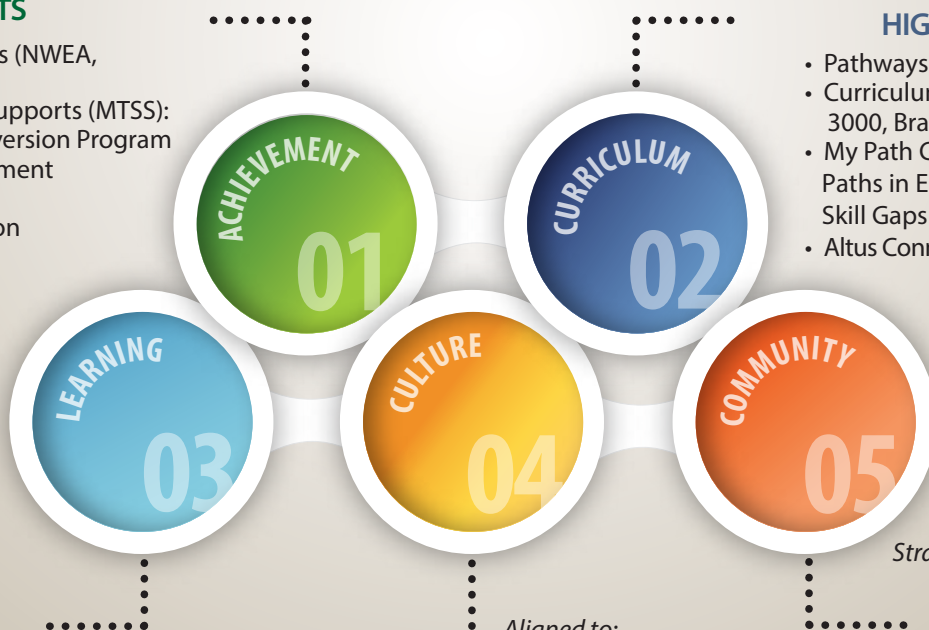 TS
s (NWEA,
upports (MTSS):
version Program
ment
on
HIG
• Pathways
• Curriculum
3000, Bra
• My Path C
Paths in E
Skill Gaps
• Altus Conn
ACHIEVEMENT
01
CURRICULUM
02
LEARNING
03
CULTURE
04
COMMUNITY
05
Stra
Aligned to: